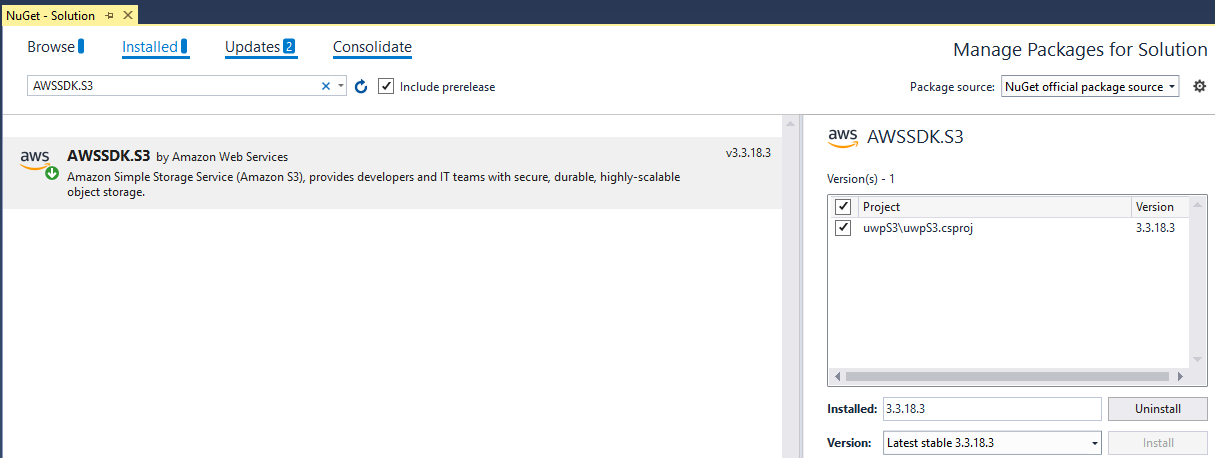 NuGet - Solution
Browse Installed Updates 2 Consolidate
Manage Packages for Solution
AWSSDK.S3
Include prerelease
Package source: NuGet official package source
aws AWSSDK.S3 by Amazon Web Services v3.3.18.3
Amazon Simple Storage Service (Amazon S3), provides developers and IT teams with secure, durable, highly-scalable
object storage.
aws AWSSDK.S3
Version(s) - 1
Project Version
uwpS3\uwpS3.csproj 3.3.18.3
Installed: 3.3.18.3 Uninstall
Version: Latest stable 3.3.18.3 Install